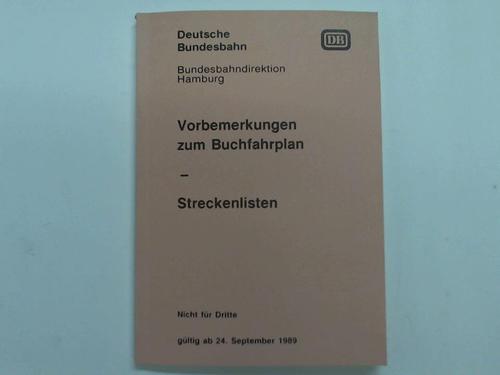 Deutsche
Bundesbahn
DB
Bundesbahndirektion
Hamburg
Vorbemerkungen
zum Buchfahrplan
–
Streckenlisten
Nicht für Dritte
gültig ab 24. September 1989